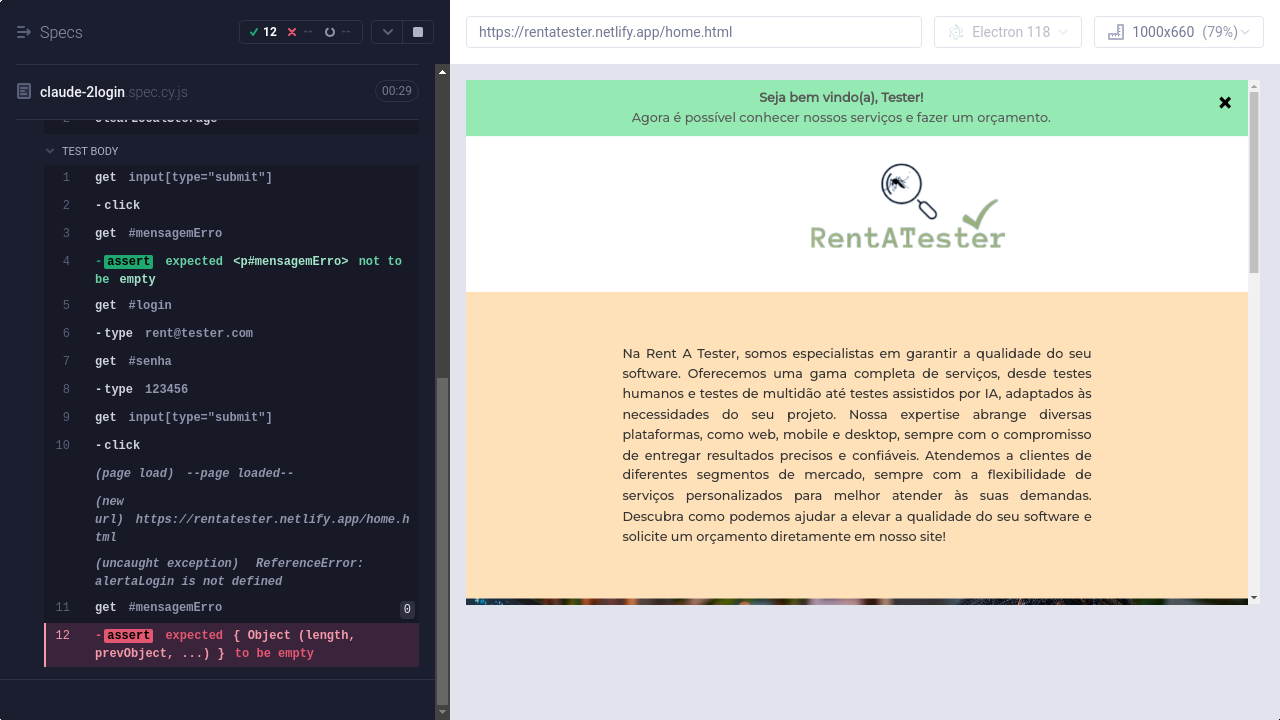 Specs
12
--
--
https://rentatester.netlify.app/home.html
Electron 118
1000x660 (79%)
claude-2login.spec.cy.js
00:29
2 clearLocalStorage
TEST BODY
1 get input[type="submit"]
2 -click
3 get #mensagemErro
4 -assert expected <p#mensagemErro> not to
be empty
5 get #login
6 -type rent@tester.com
7 get #senha
8 -type 123456
9 get input[type="submit"]
10 -click
(page load) --page loaded--
(new
url) https://rentatester.netlify.app/home.h
tml
(uncaught exception) ReferenceError:
alertaLogin is not defined
11 get #mensagemErro 0
12 -assert expected { Object (length,
prevObject, ...) } to be empty
Seja bem vindo(a), Tester!
Agora é possível conhecer nossos serviços e fazer um orçamento.
RentATester
Na Rent A Tester, somos especialistas em garantir a qualidade do seu
software. Oferecemos uma gama completa de serviços, desde testes
humanos e testes de multidão até testes assistidos por IA, adaptados às
necessidades do seu projeto. Nossa expertise abrange diversas
plataformas, como web, mobile e desktop, sempre com o compromisso
de entregar resultados precisos e confiáveis. Atendemos a clientes de
diferentes segmentos de mercado, sempre com a flexibilidade de
serviços personalizados para melhor atender às suas demandas.
Descubra como podemos ajudar a elevar a qualidade do seu software e
solicite um orçamento diretamente em nosso site!